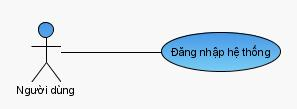 Đăng nhập hệ thống
Người dùng